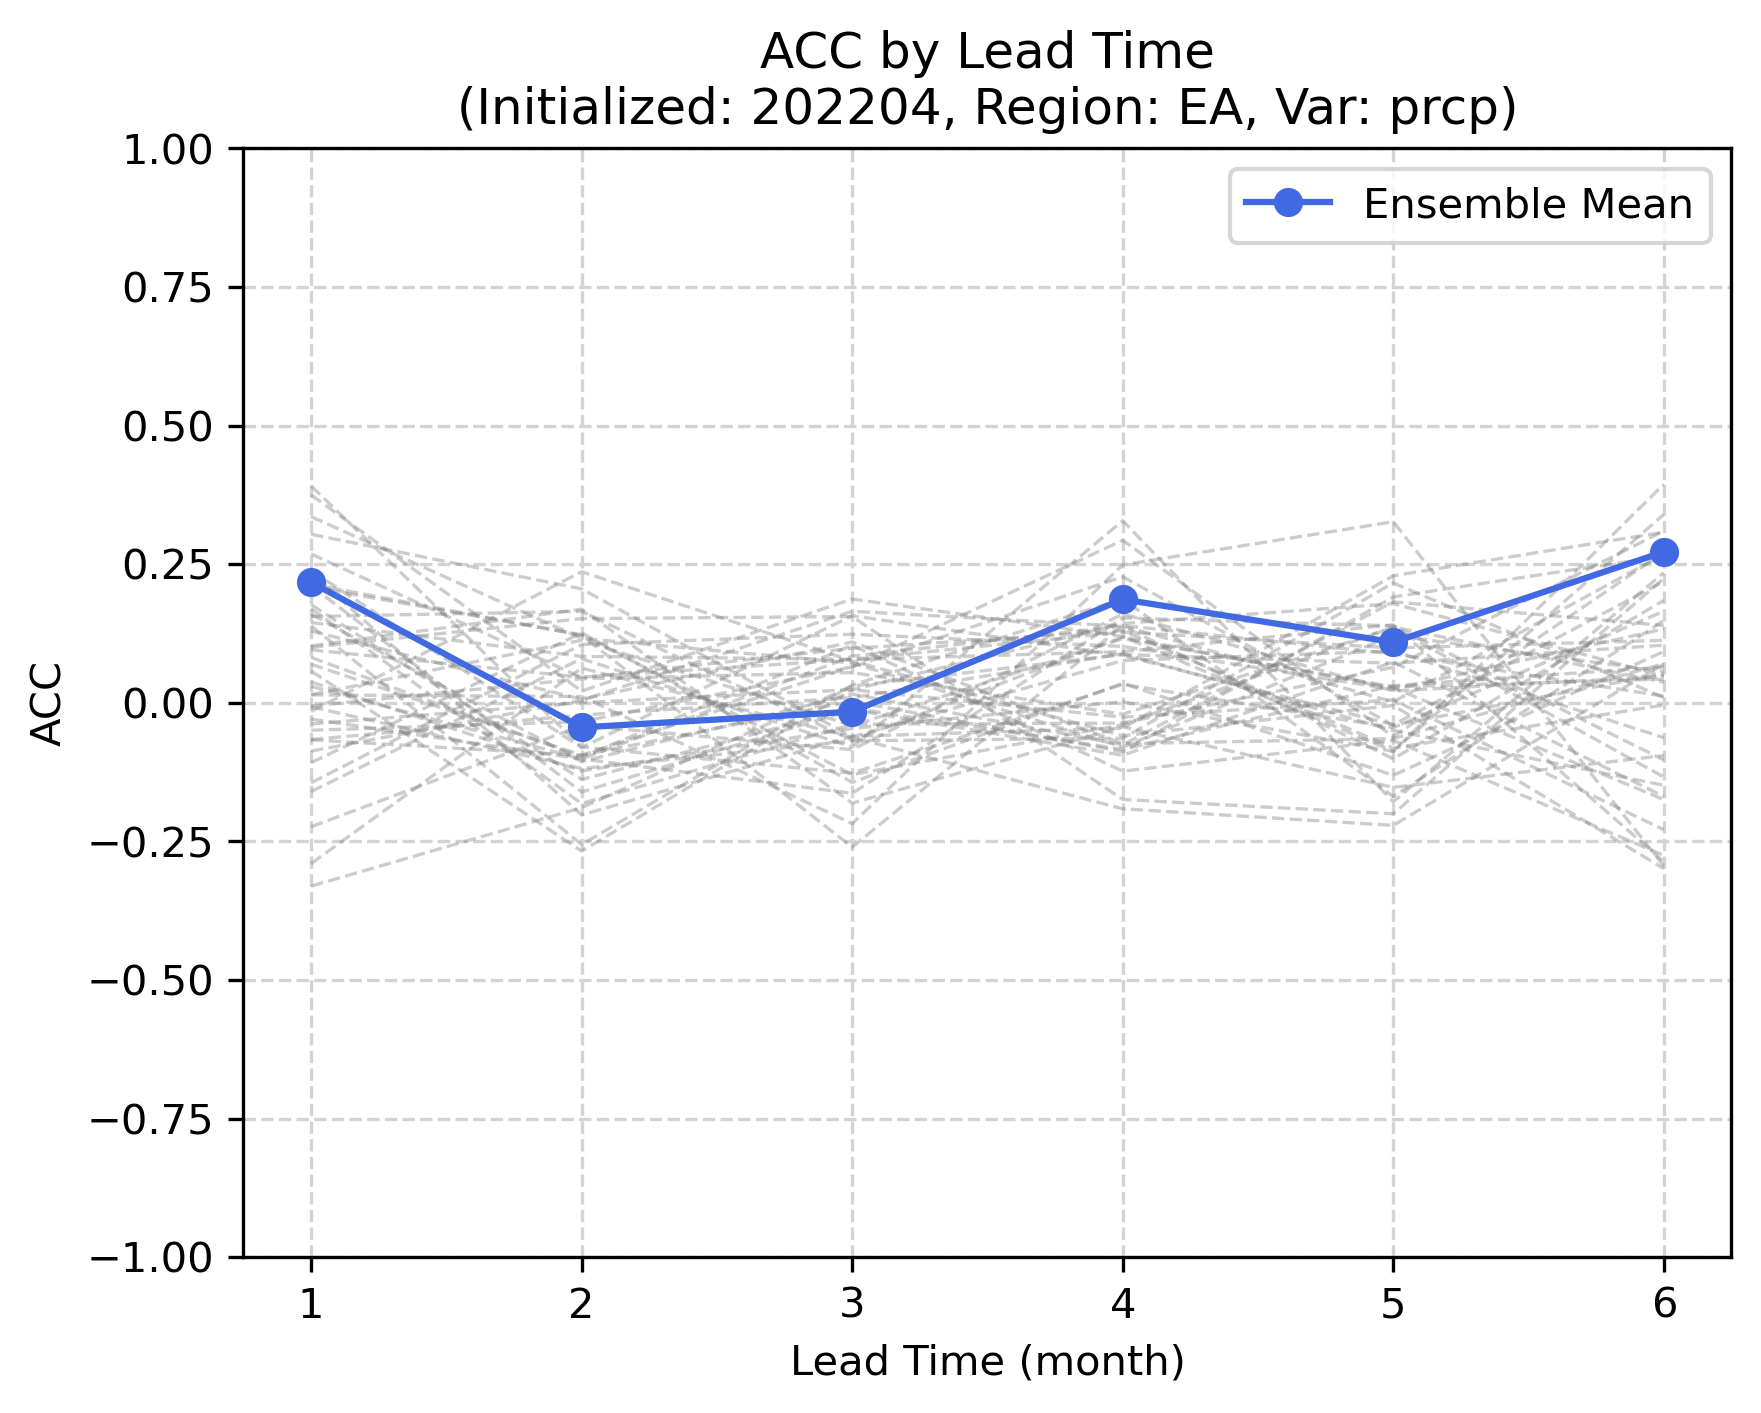 ACC by Lead Time
(Initialized: 202204, Region: EA, Var: prcp)
Ensemble Mean
1.00
0.75
0.50
0.25
0.00
−0.25
−0.50
−0.75
−1.00
ACC
1 2 3 4 5 6
Lead Time (month)